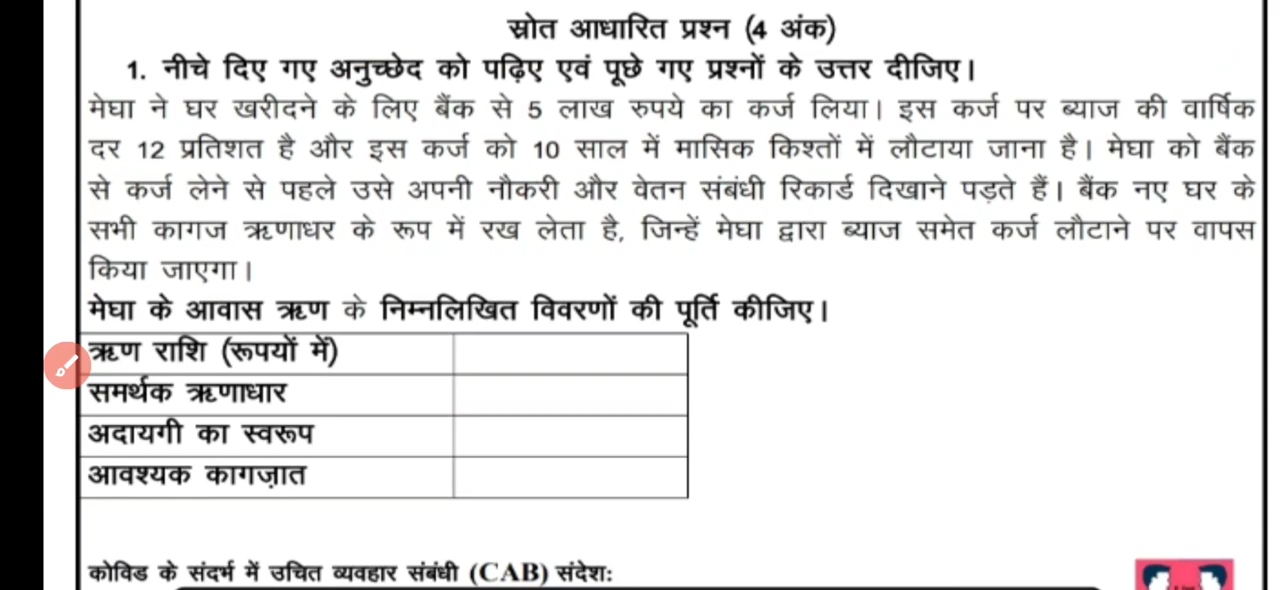 स्रोत आधारित प्रश्न (4 अंक)
1. नीचे दिए गए अनुच्छेद को पढ़िए एवं पूछे गए प्रश्नों के उत्तर दीजिए।
मेघा ने घर खरीदने के लिए बैंक से 5 लाख रुपये का कर्ज लिया। इस कर्ज पर ब्याज की वार्षिक
दर 12 प्रतिशत है और इस कर्ज को 10 साल में मासिक किश्तों में लौटाया जाना है। मेघा को बैंक
से कर्ज लेने से पहले उसे अपनी नौकरी और वेतन संबंधी रिकार्ड दिखाने पड़ते हैं। बैंक नए घर के
सभी कागज ऋणाधर के रूप में रख लेता है, जिन्हें मेघा द्वारा ब्याज समेत कर्ज लौटाने पर वापस
किया जाएगा।
मेघा के आवास ऋण के निम्नलिखित विवरणों की पूर्ति कीजिए।
ऋण राशि (रूपयों में)
समर्थक ऋणाधार
अदायगी का स्वरूप
आवश्यक कागज़ात
कोविड के संदर्भ में उचित व्यवहार संबंधी (CAB) संदेश: